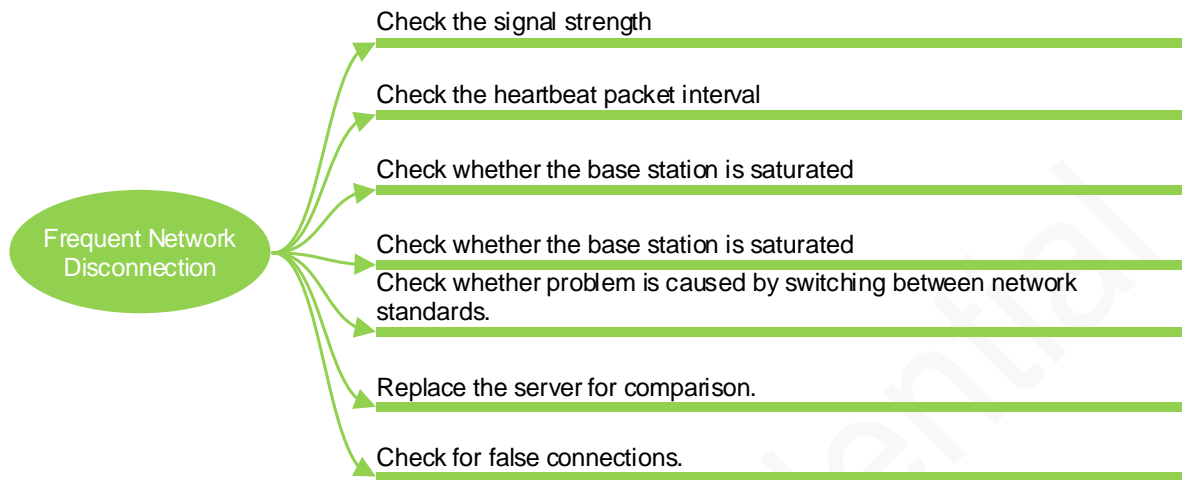 Check the signal strength
Check the heartbeat packet interval
Check whether the base station is saturated
Frequent Network
Disconnection
Check whether the base station is saturated
Check whether problem is caused by switching between network
standards.
Replace the server for comparison.
Check for false connections.